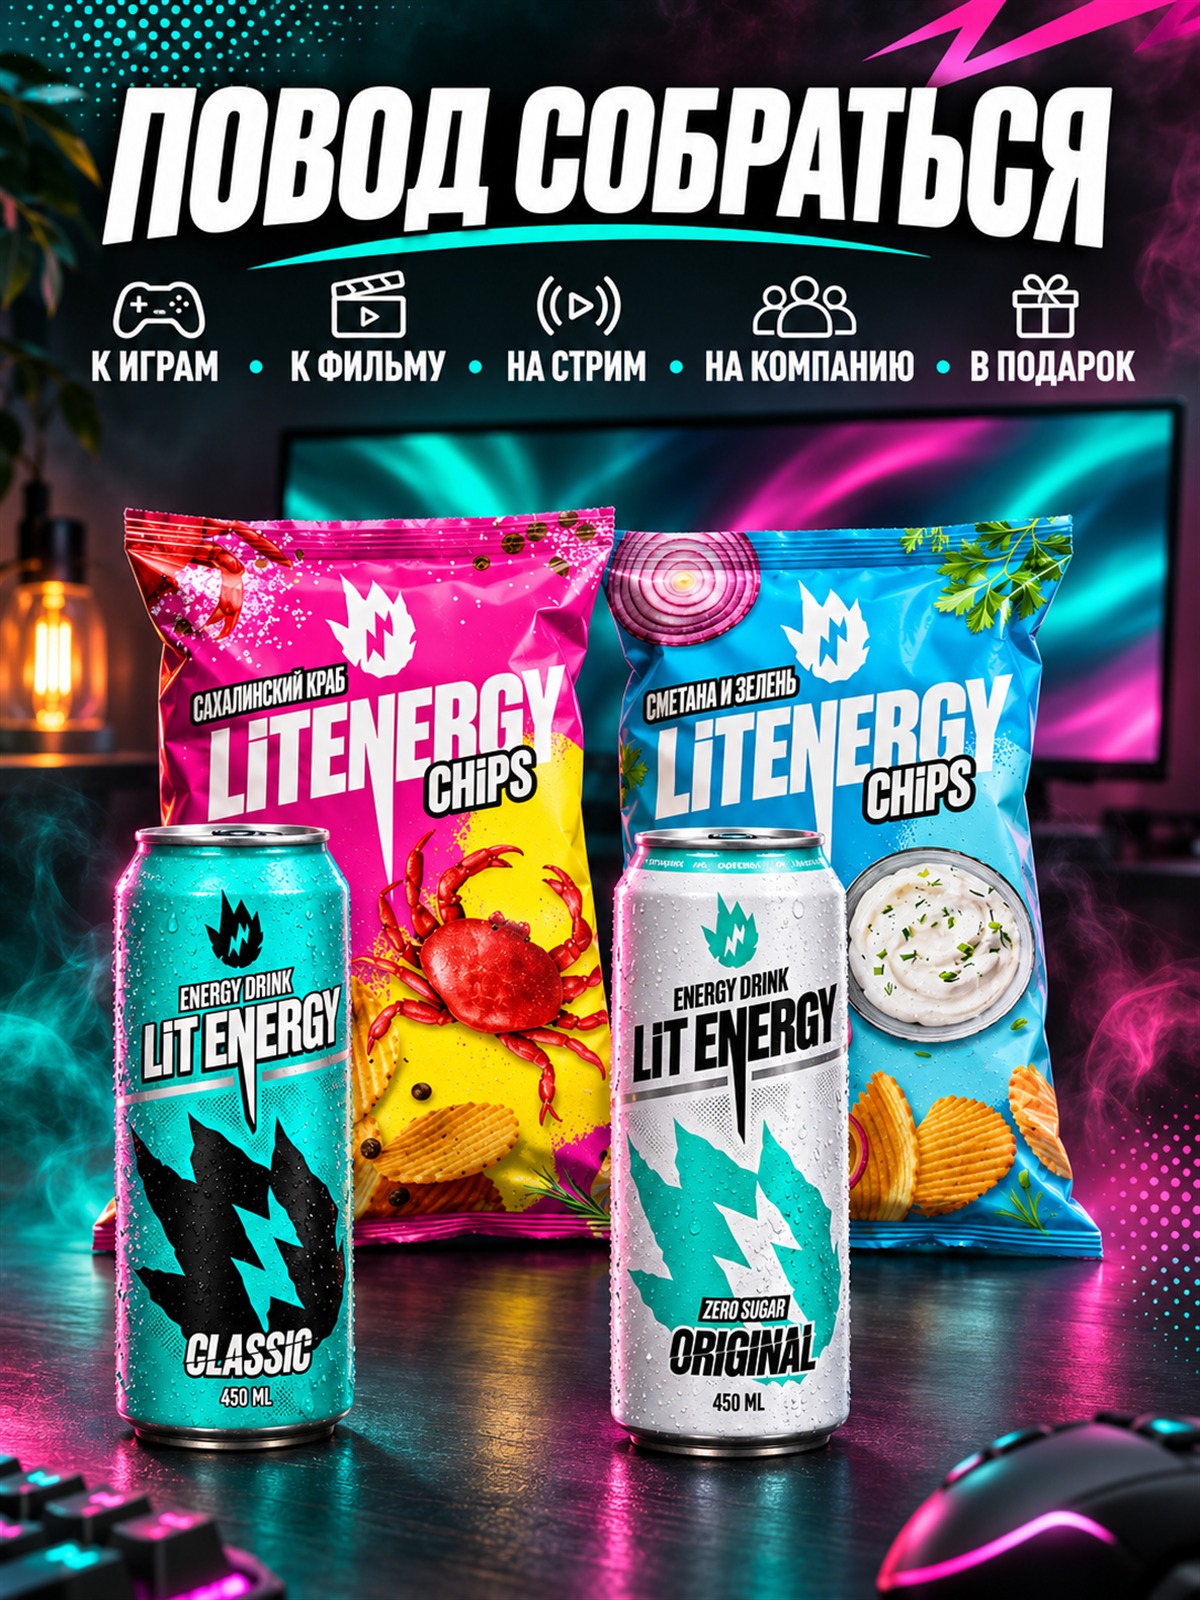 ПОВОД СОБРАТЬСЯ
К ИГРАМ • К ФИЛЬМУ • НА СТРИМ • НА КОМПАНИЮ • В ПОДАРОК
САХАЛИНСКИЙ КРАБ
LiTENERGY
CHiPS
СМЕТАНА И ЗЕЛЕНЬ
LiTENERGY
CHiPS
ENERGY DRINK
LiT ENERGY
CLASSIC
450 ML
ENERGY DRINK
LiT ENERGY
ZERO SUGAR
ORIGINAL
450 ML